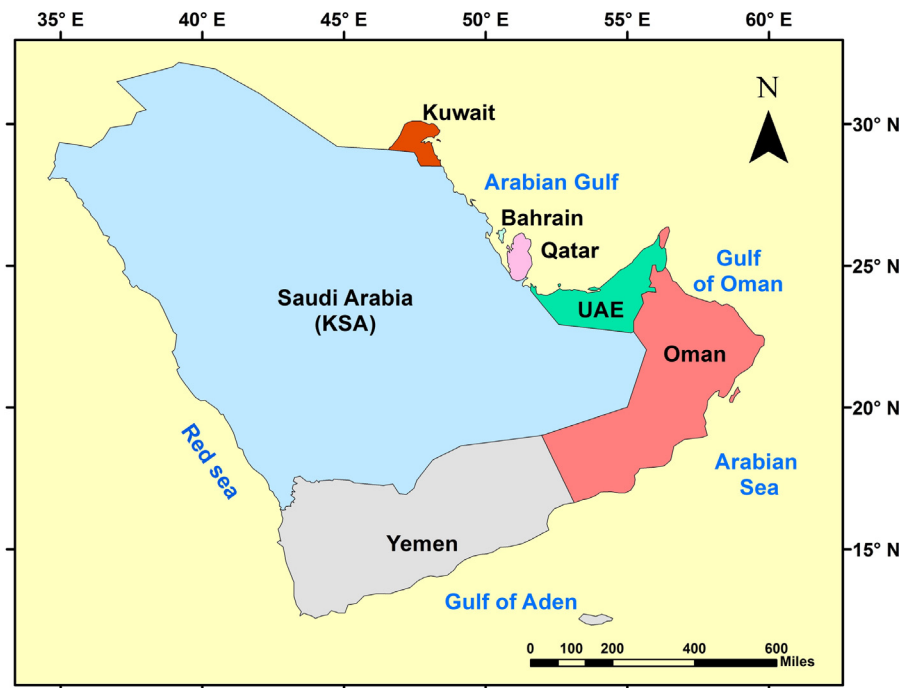 35° E 40° E 45° E 50° E 55° E 60° E
N
Kuwait
30° N
Arabian Gulf
Bahrain
Qatar
Gulf
of Oman
25° N
Saudi Arabia
(KSA)
UAE
Oman
20° N
Red sea
Arabian
Sea
Yemen
15° N
Gulf of Aden
0 100 200 400 600
Miles